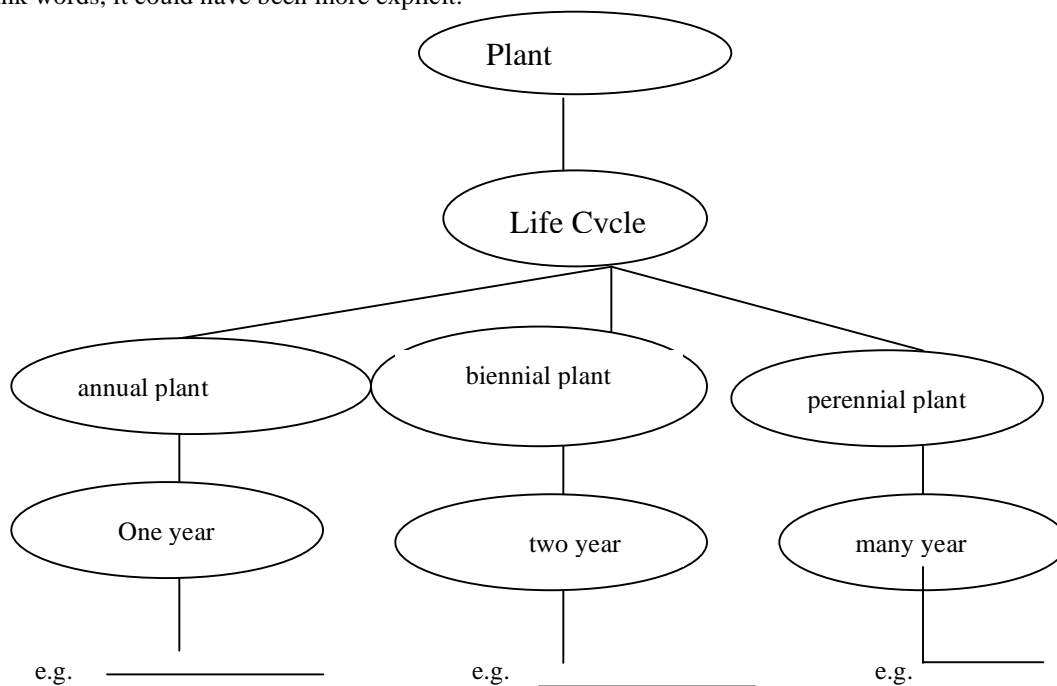 nk words, it could have been more explicit.
Plant
Life Cycle
annual plant
biennial plant
perennial plant
One year
two year
many year
e.g.
e.g.
e.g.